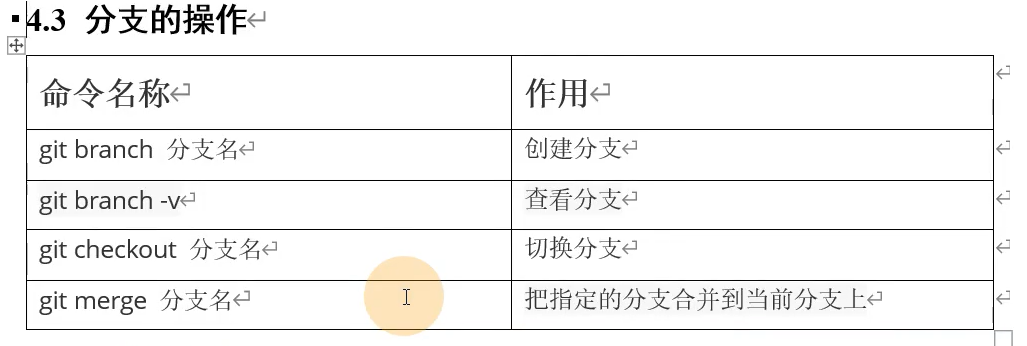 4.3 分支的操作
命令名称 作用
git branch 分支名 创建分支
git branch -v 查看分支
git checkout 分支名 切换分支
git merge 分支名 把指定的分支合并到当前分支上